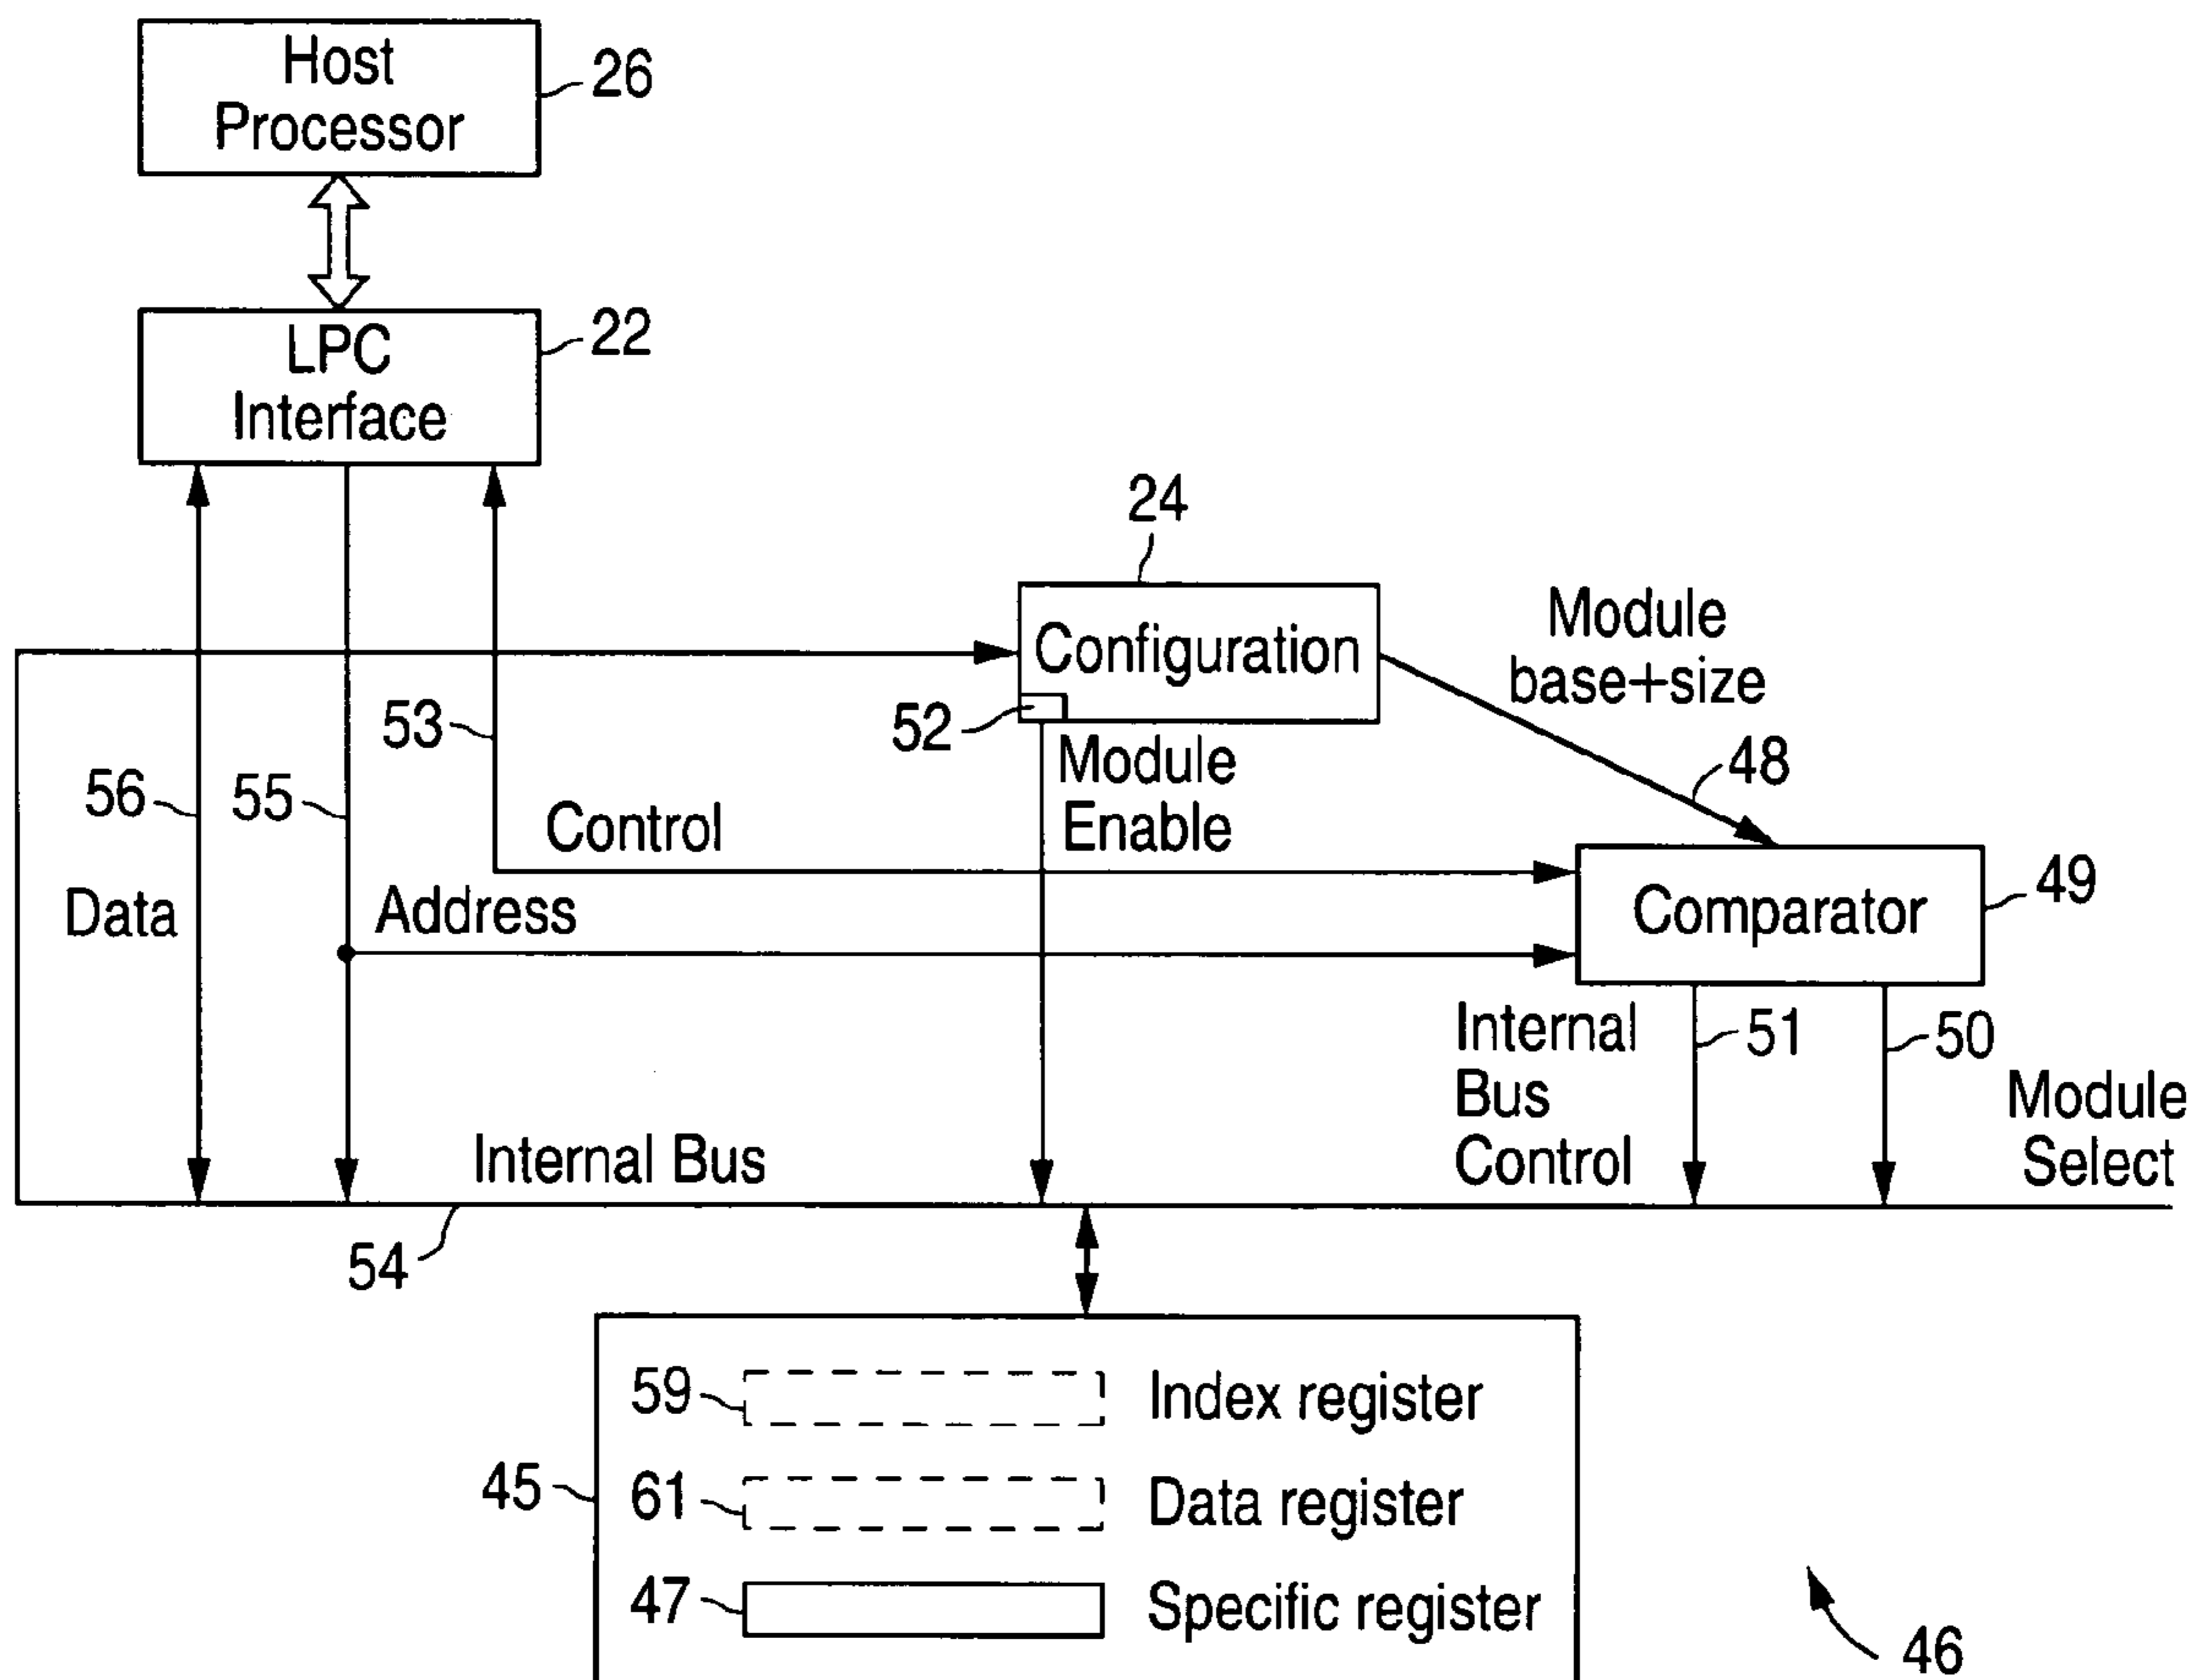 Host
Processor
26
LPC
Interface
22
24
Configuration
Module
base+size
53
52
Module
Enable
48
56
55
Control
Data
Address
Comparator
49
Internal
Bus
Control
51
50
Module
Select
Internal Bus
54
59
Index register
45
61
Data register
47
Specific register
46